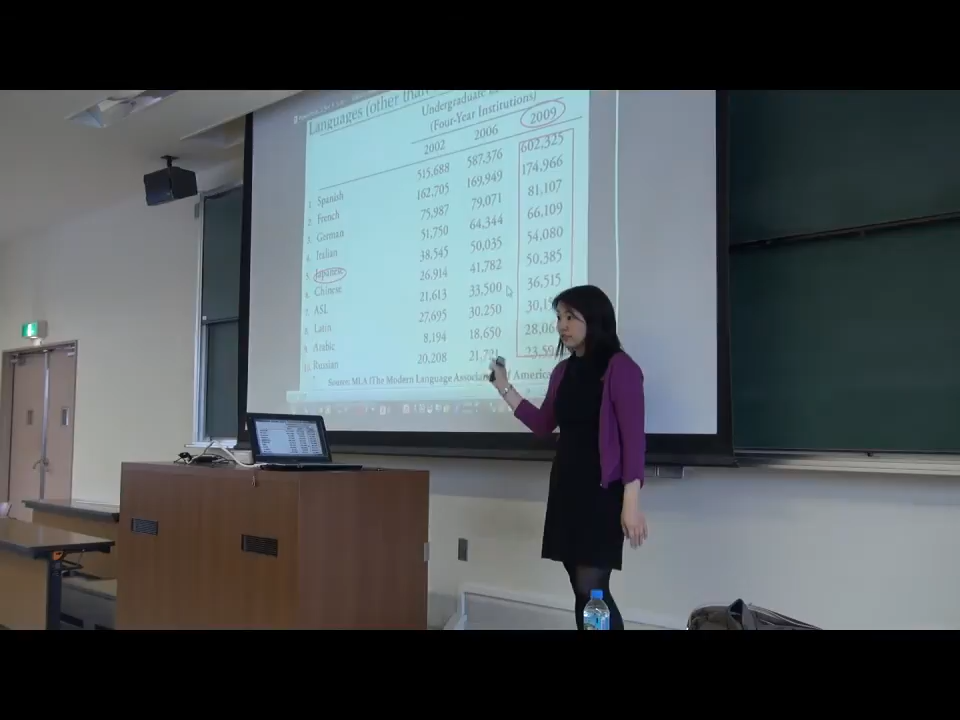 Languages (other than
Undergraduate
(Four-Year Institutions)
2002 2006 2009
1. Spanish 515,688 587,376 602,325
2. French 162,705 169,949 174,966
3. German 75,987 79,071 81,107
4. Italian 51,750 64,344 66,109
5. Japanese 38,545 50,035 54,080
6. Chinese 26,914 41,782 50,385
7. ASL 21,613 33,500 36,515
8. Latin 27,695 30,250
9. Arabic 8,194 18,650
10. Russian 20,208 21,721
Source: MLA (The Modern Language of America